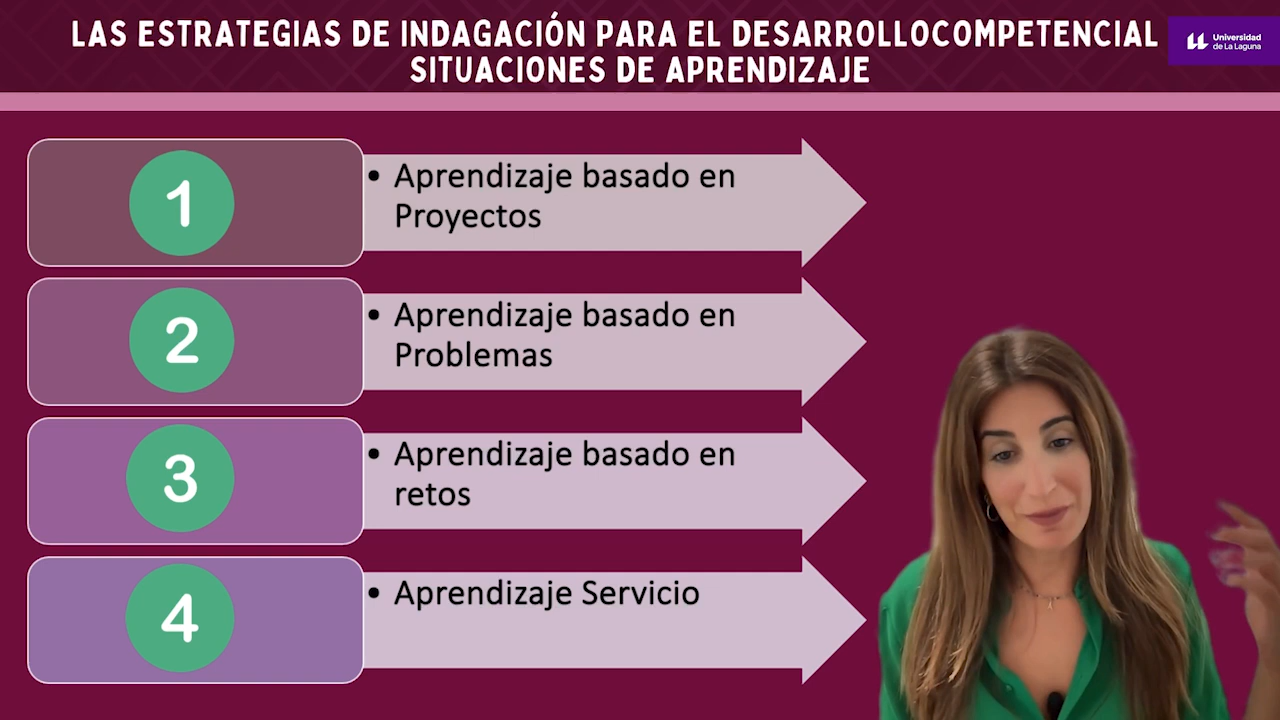 LAS ESTRATEGIAS DE INDAGACIÓN PARA EL DESARROLLOCOMPETENCIAL
SITUACIONES DE APRENDIZAJE
Universidad
de La Laguna
1
• Aprendizaje basado en
Proyectos
2
• Aprendizaje basado en
Problemas
3
• Aprendizaje basado en
retos
4
• Aprendizaje Servicio